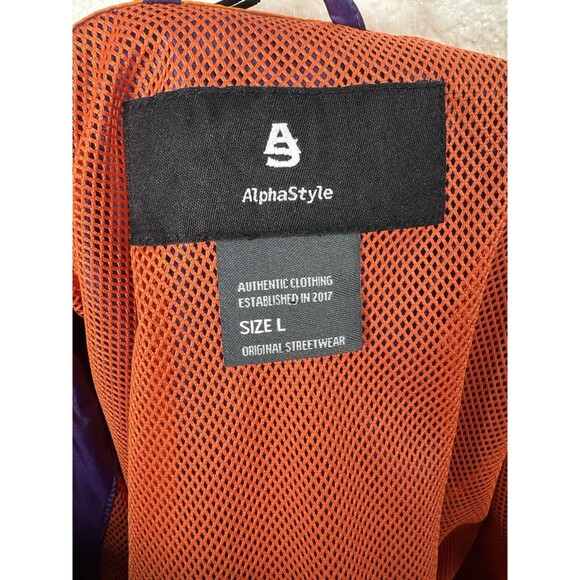 AS
AlphaStyle
AUTHENTIC CLOTHING
ESTABLISHED IN 2017
SIZE L
ORIGINAL STREETWEAR